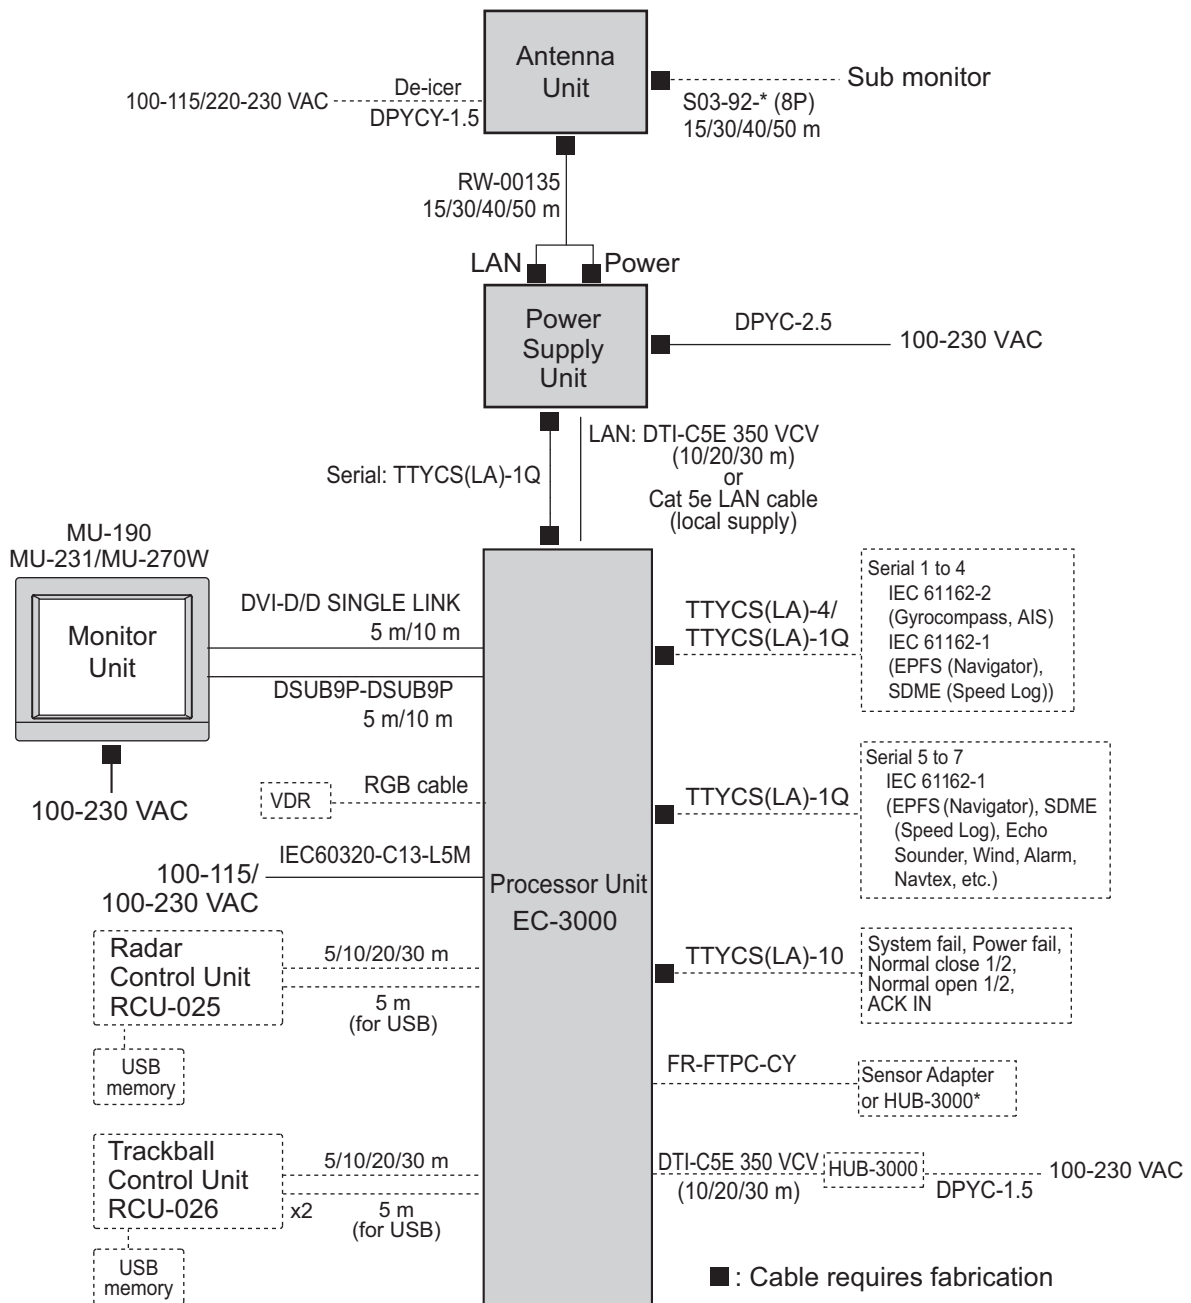 Antenna
Unit
De-icer
100-115/220-230 VAC
DPYCY-1.5
Sub monitor
S03-92-* (8P)
15/30/40/50 m
RW-00135
15/30/40/50 m
LAN
Power
Power
Supply
Unit
DPYC-2.5
100-230 VAC
LAN: DTI-C5E 350 VCV
(10/20/30 m)
or
Cat 5e LAN cable
(local supply)
Serial: TTYCS(LA)-1Q
MU-190
MU-231/MU-270W
Monitor
Unit
100-230 VAC
DVI-D/D SINGLE LINK
5 m/10 m
DSUB9P-DSUB9P
5 m/10 m
VDR
RGB cable
IEC60320-C13-L5M
100-115/
100-230 VAC
Processor Unit
EC-3000
Radar
Control Unit
RCU-025
5/10/20/30 m
5 m
(for USB)
USB
memory
Trackball
Control Unit
RCU-026
x2
5/10/20/30 m
5 m
(for USB)
USB
memory
TTYCS(LA)-4/
TTYCS(LA)-1Q
Serial 1 to 4
IEC 61162-2
(Gyrocompass, AIS)
IEC 61162-1
(EPFS (Navigator),
SDME (Speed Log))
TTYCS(LA)-1Q
Serial 5 to 7
IEC 61162-1
(EPFS (Navigator), SDME
(Speed Log), Echo
Sounder, Wind, Alarm,
Navtex, etc.)
TTYCS(LA)-10
System fail, Power fail,
Normal close 1/2,
Normal open 1/2,
ACK IN
FR-FTPC-CY
Sensor Adapter
or HUB-3000*
DTI-C5E 350 VCV
(10/20/30 m)
HUB-3000
DPYC-1.5
100-230 VAC
■ : Cable requires fabrication